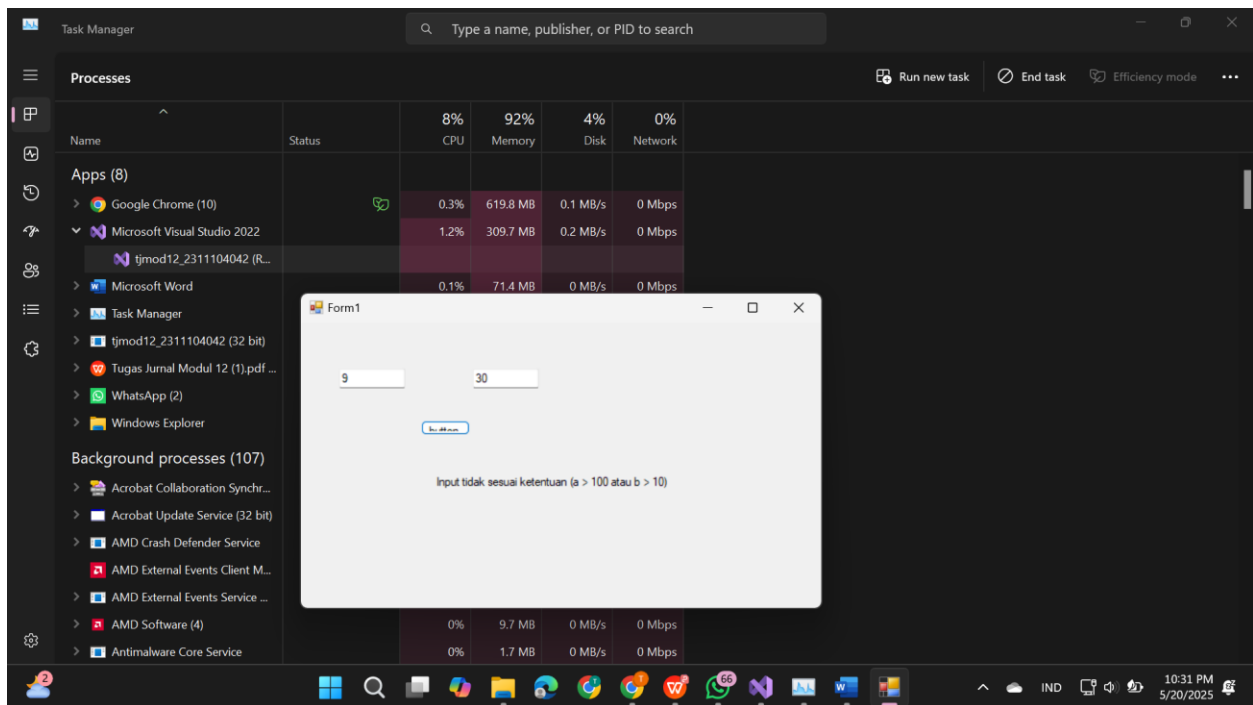 Task Manager
Type a name, publisher, or PID to search
Processes
Run new task
End task
Efficiency mode
8% 92% 4% 0%
Name Status CPU Memory Disk Network
Apps (8)
Google Chrome (10) 0.3% 619.8 MB 0.1 MB/s 0 Mbps
Microsoft Visual Studio 2022 1.2% 309.7 MB 0.2 MB/s 0 Mbps
tjmod12_2311104042 (R...
Microsoft Word 0.1% 71.4 MB 0 MB/s 0 Mbps
Task Manager
tjmod12_2311104042 (32 bit)
Tugas Jurnal Modul 12 (1).pdf ...
WhatsApp (2)
Windows Explorer
Form1
9 30
Input tidak sesuai ketentuan (a > 100 atau b > 10)
Background processes (107)
Acrobat Collaboration Synchr...
Acrobat Update Service (32 bit)
AMD Crash Defender Service
AMD External Events Client M...
AMD External Events Service ...
AMD Software (4) 0% 9.7 MB 0 MB/s 0 Mbps
Antimalware Core Service 0% 1.7 MB 0 MB/s 0 Mbps
2
66
IND
10:31 PM
5/20/2025